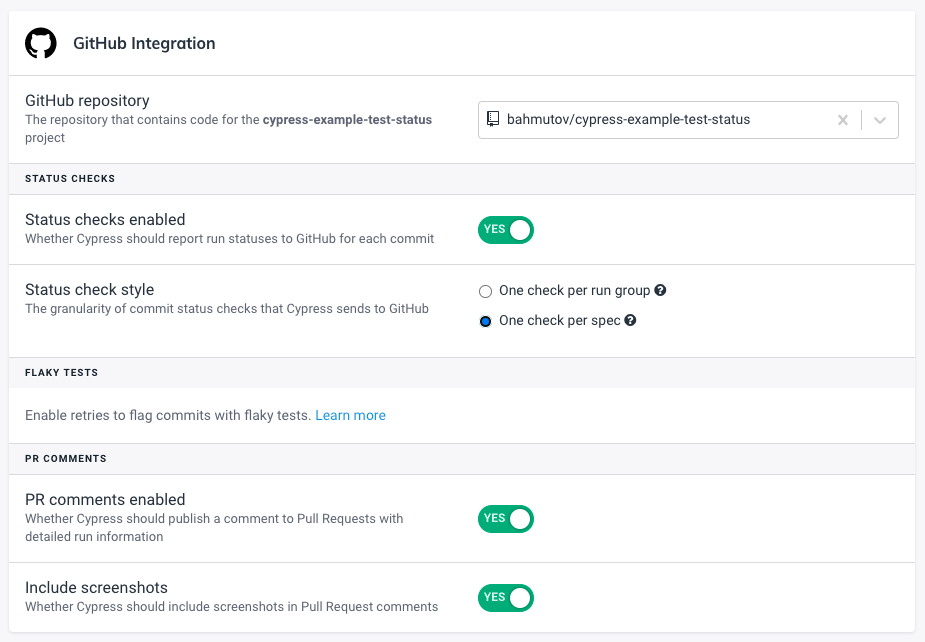 GitHub Integration
GitHub repository
The repository that contains code for the cypress-example-test-status
project
bahmutov/cypress-example-test-status
STATUS CHECKS
Status checks enabled
Whether Cypress should report run statuses to GitHub for each commit
YES
Status check style
The granularity of commit status checks that Cypress sends to GitHub
One check per run group
One check per spec
FLAKY TESTS
Enable retries to flag commits with flaky tests. Learn more
PR COMMENTS
PR comments enabled
Whether Cypress should publish a comment to Pull Requests with
detailed run information
YES
Include screenshots
Whether Cypress should include screenshots in Pull Request comments
YES